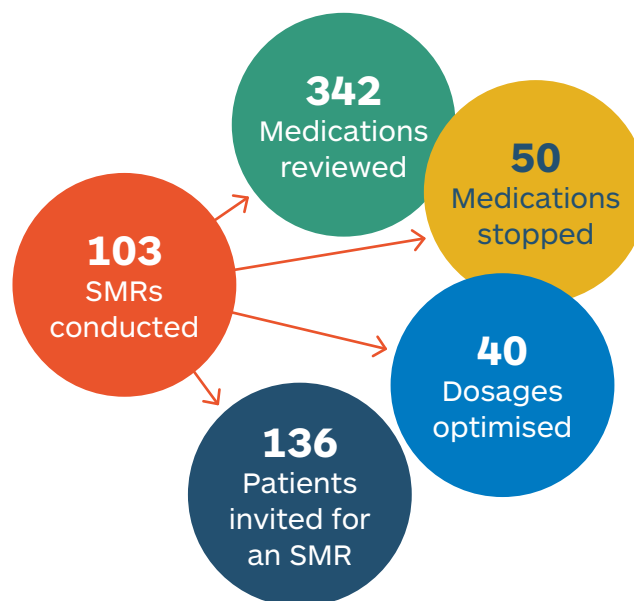 342
Medications
reviewed
50
Medications
stopped
103
SMRs
conducted
40
Dosages
optimised
136
Patients
invited for
an SMR